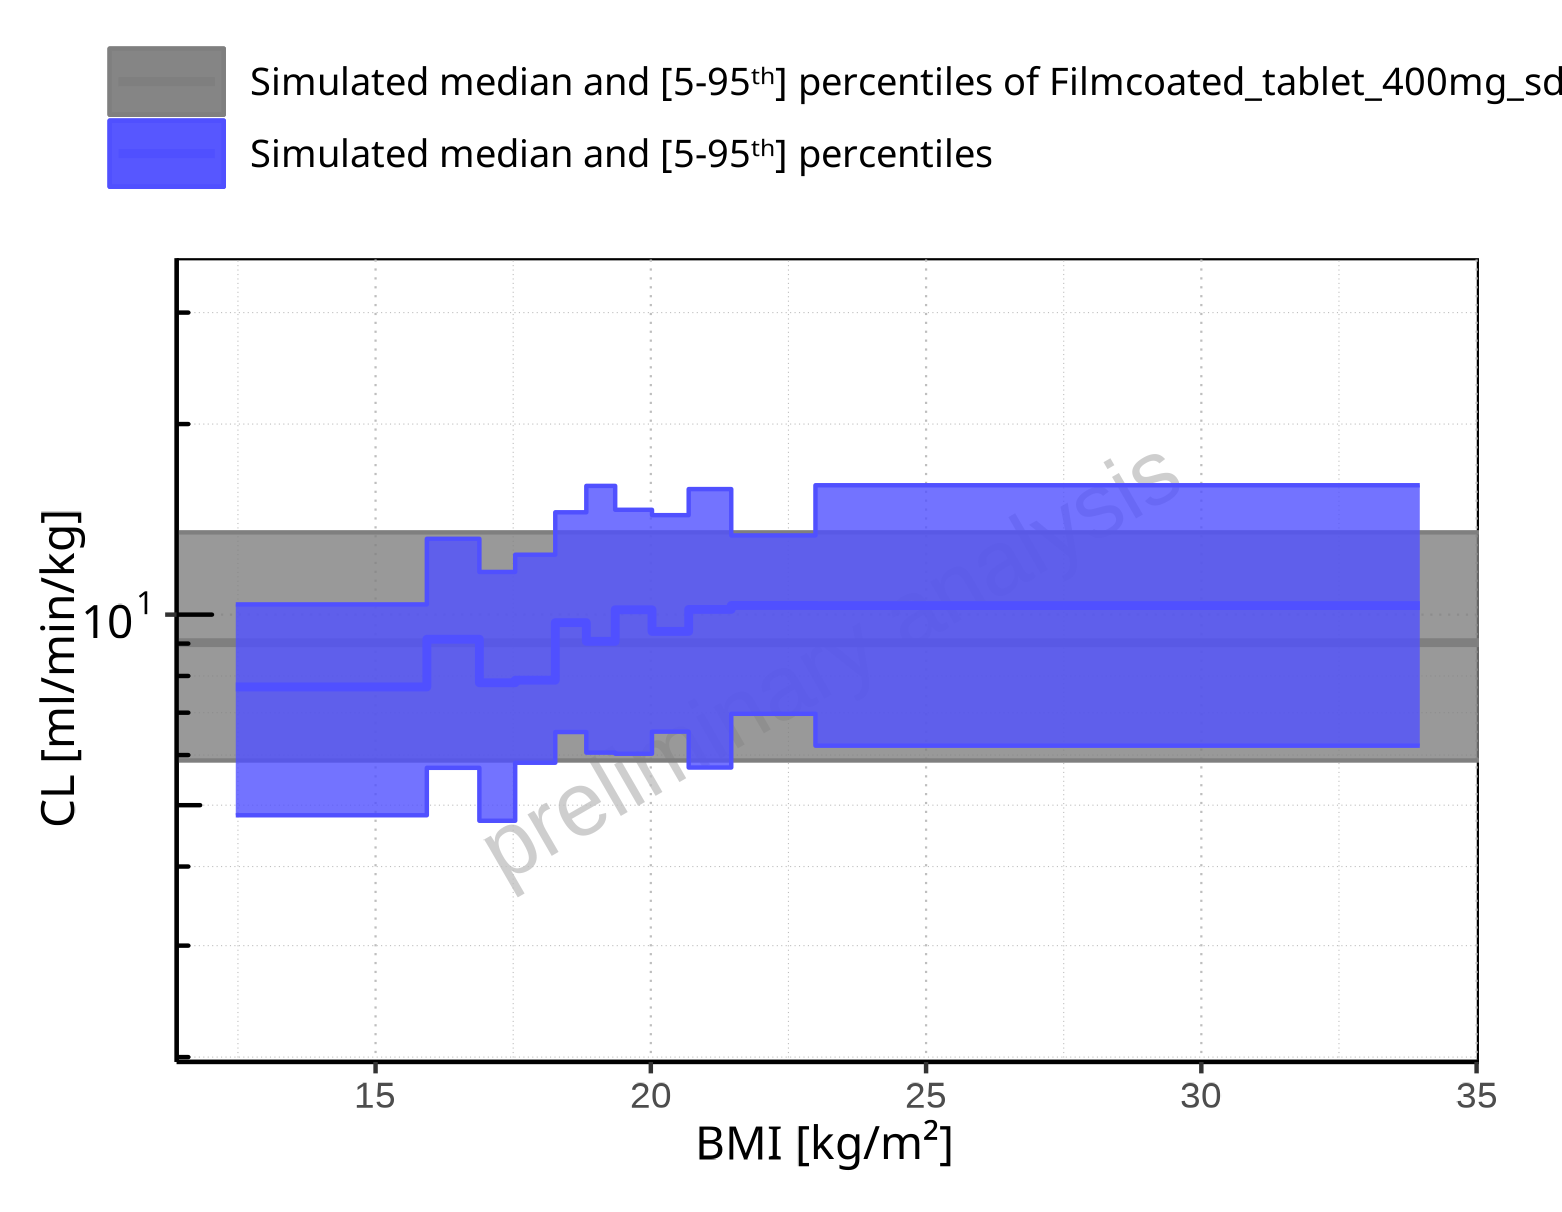 Simulated median and [5-95ᵗʰ] percentiles of Filmcoated_tablet_400mg_sd
Simulated median and [5-95ᵗʰ] percentiles
CL [ml/min/kg]
10¹
preliminary analysis
15 20 25 30 35
BMI [kg/m²]